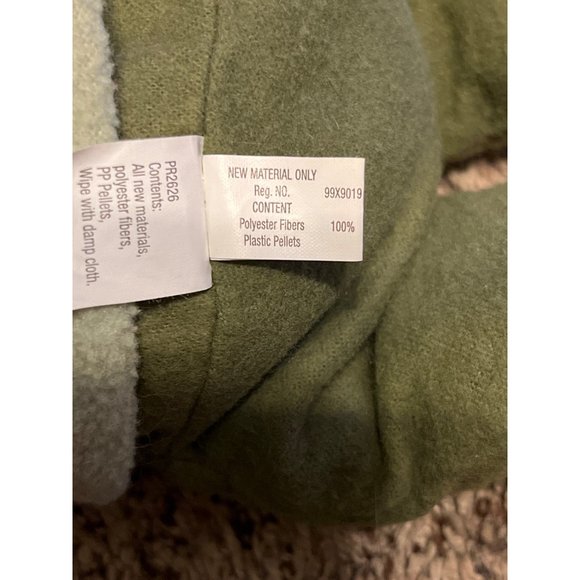 PR2626
Contents:
All new materials,
polyester fibers,
PP Pellets,
Wipe with damp cloth.
NEW MATERIAL ONLY
Reg. NO. 99X9019
CONTENT
Polyester Fibers 100%
Plastic Pellets